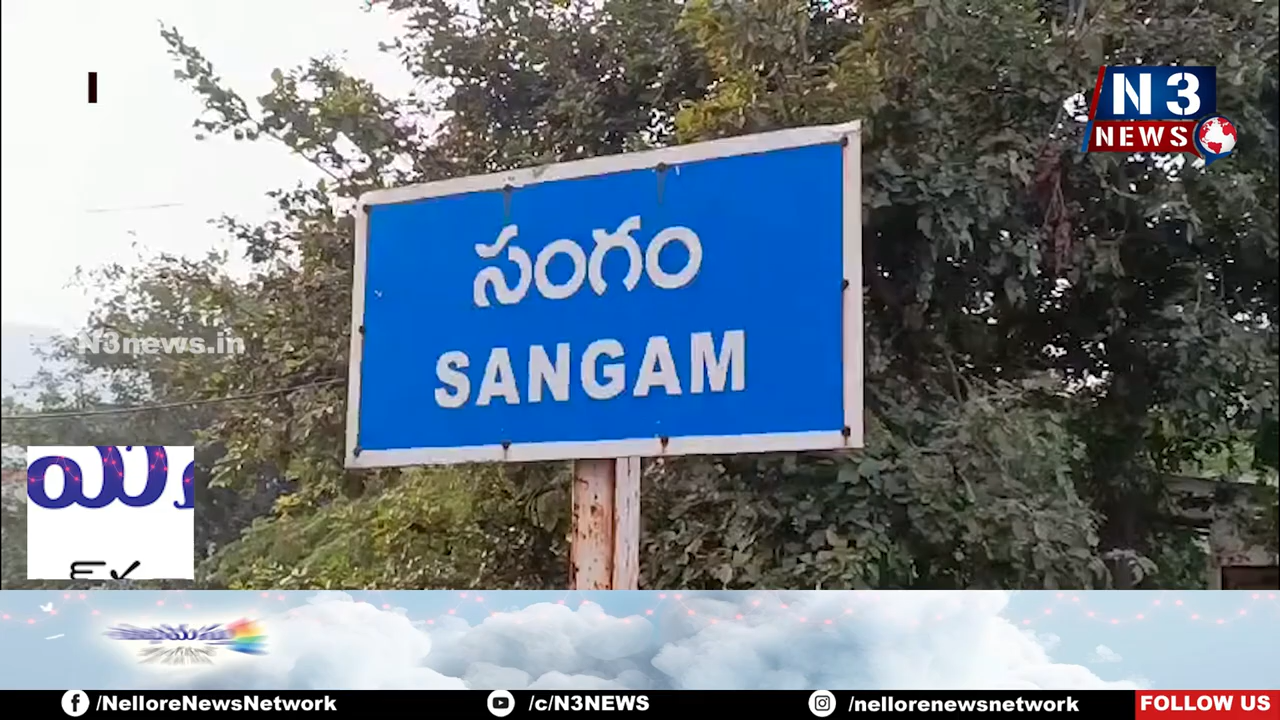 N3
NEWS
సంగం
SANGAM
N3news.in
/NelloreNewsNetwork
/c/N3NEWS
/nellorenewsnetwork
FOLLOW US